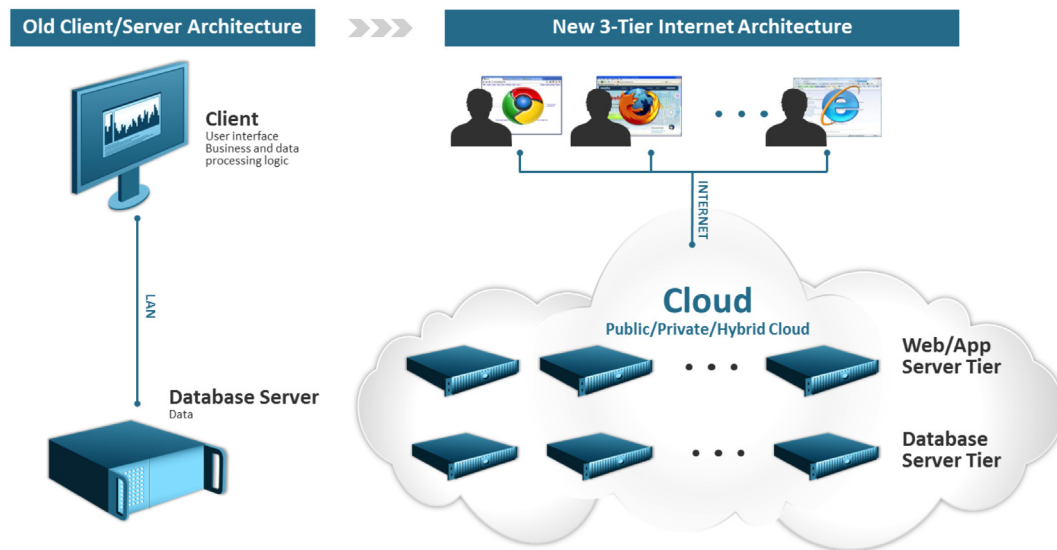 Old Client/Server Architecture
New 3-Tier Internet Architecture
Client
User interface
Business and data
processing logic
LAN
Database Server
Data
INTERNET
Cloud
Public/Private/Hybrid Cloud
Web/App
Server Tier
Database
Server Tier